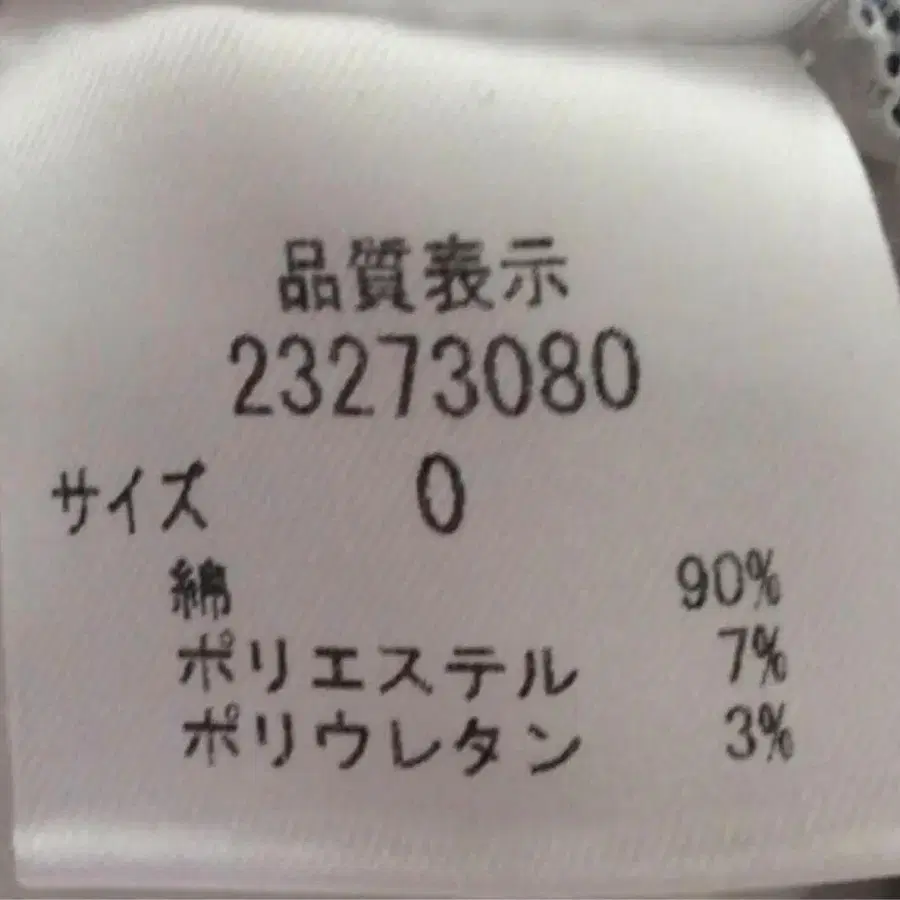 品質表示
23273080
サイズ 0
綿 90%
ポリエステル 7%
ポリウレタン 3%